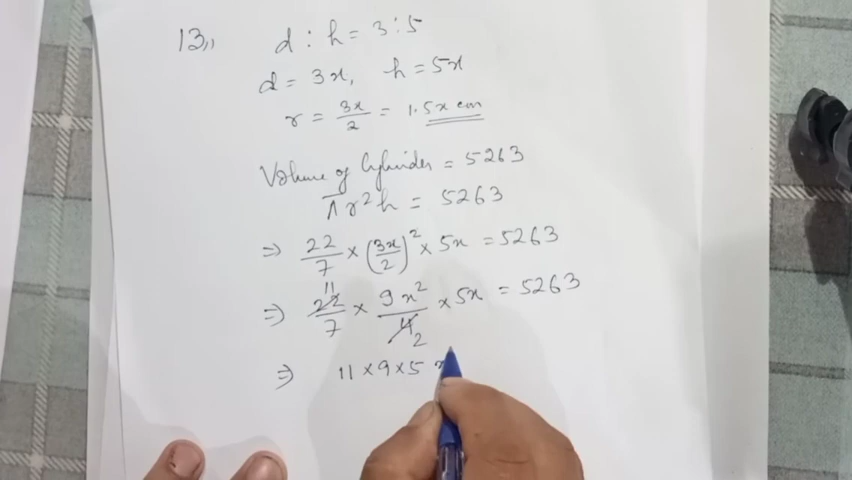 13,, d : h = 3 : 5
d = 3x, h = 5x
r = 3x/2 = 1.5x cm
Volume of Cylinder = 5263
πr²h = 5263
⇒ 22/7 × (3x/2)² × 5x = 5263
⇒ 22/7 11 × 9x²/4 2 × 5x = 5263
⇒ 11 × 9 × 5